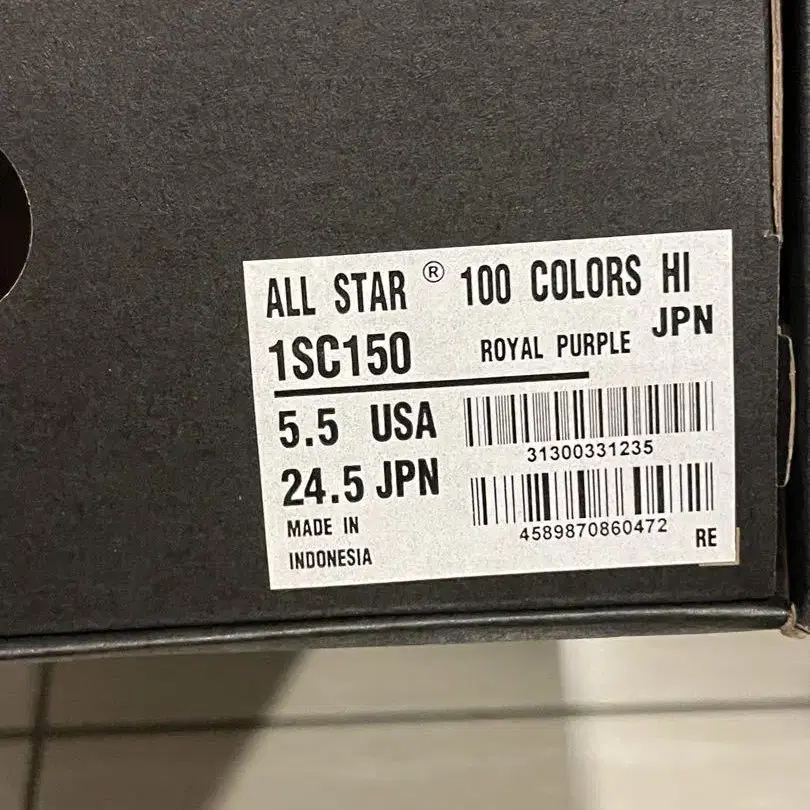 ALL STAR ® 100 COLORS HI
1SC150 ROYAL PURPLE JPN
5.5 USA
31300331235
24.5 JPN
4589870860472
MADE IN
INDONESIA
RE